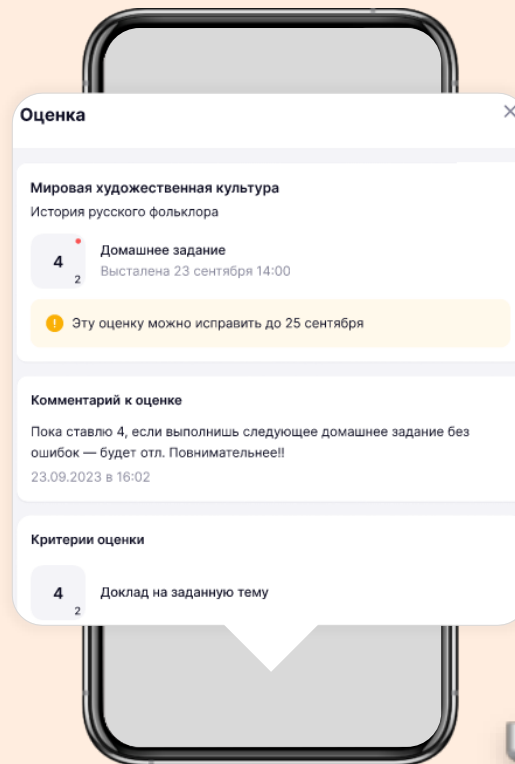 Оценка
Мировая художественная культура
История русского фольклора
4
2
Домашнее задание
Высталена 23 сентября 14:00
! Эту оценку можно исправить до 25 сентября
Комментарий к оценке
Пока ставлю 4, если выполнишь следующее домашнее задание без
ошибок — будет отл. Повнимательнее!!
23.09.2023 в 16:02
Критерии оценки
4
2
Доклад на заданную тему